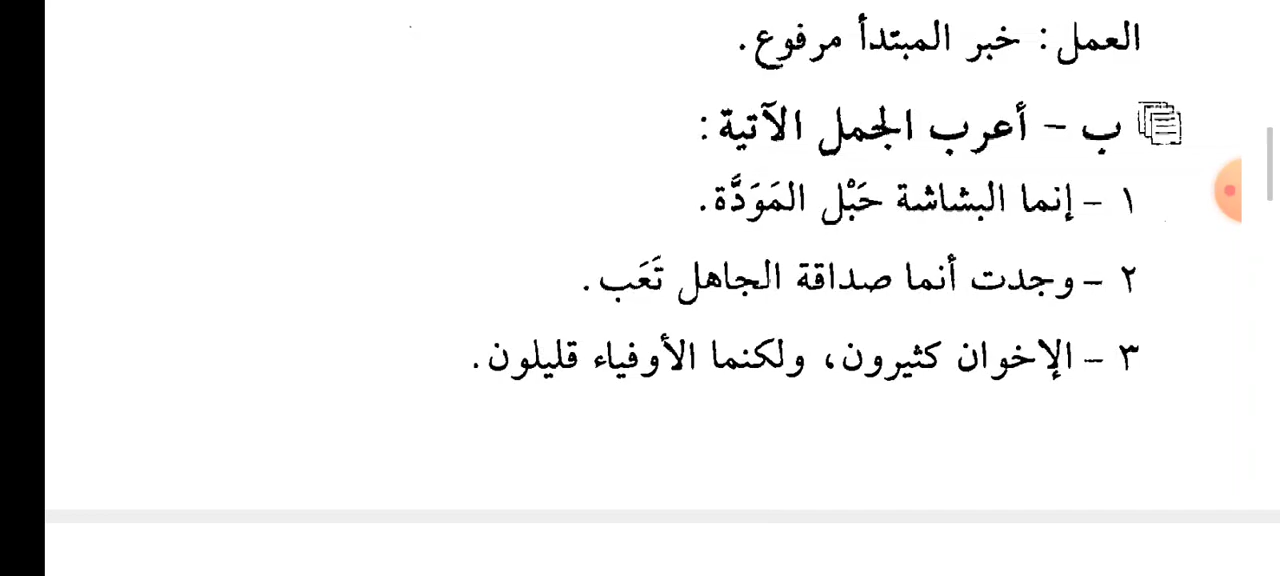 العمل : خبر المبتدأ مرفوع .
ب - أعرب الجمل الآتية :
١ - إنما البشاشة حَبْل المَوَدَّة .
٢ - وجدت أنما صداقة الجاهل تَعَب .
٣ - الإخوان كثيرون ، ولكنما الأوفياء قليلون .